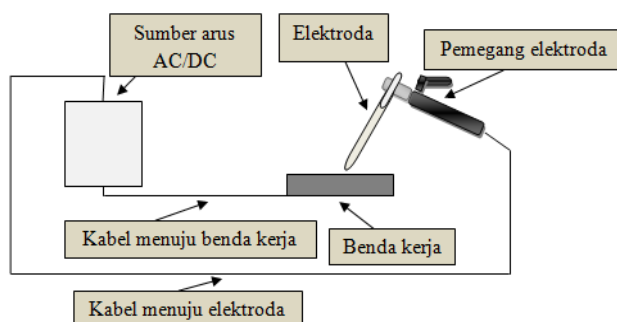 Sumber arus
AC/DC
Elektroda
Pemegang elektroda
Kabel menuju benda kerja
Benda kerja
Kabel menuju elektroda